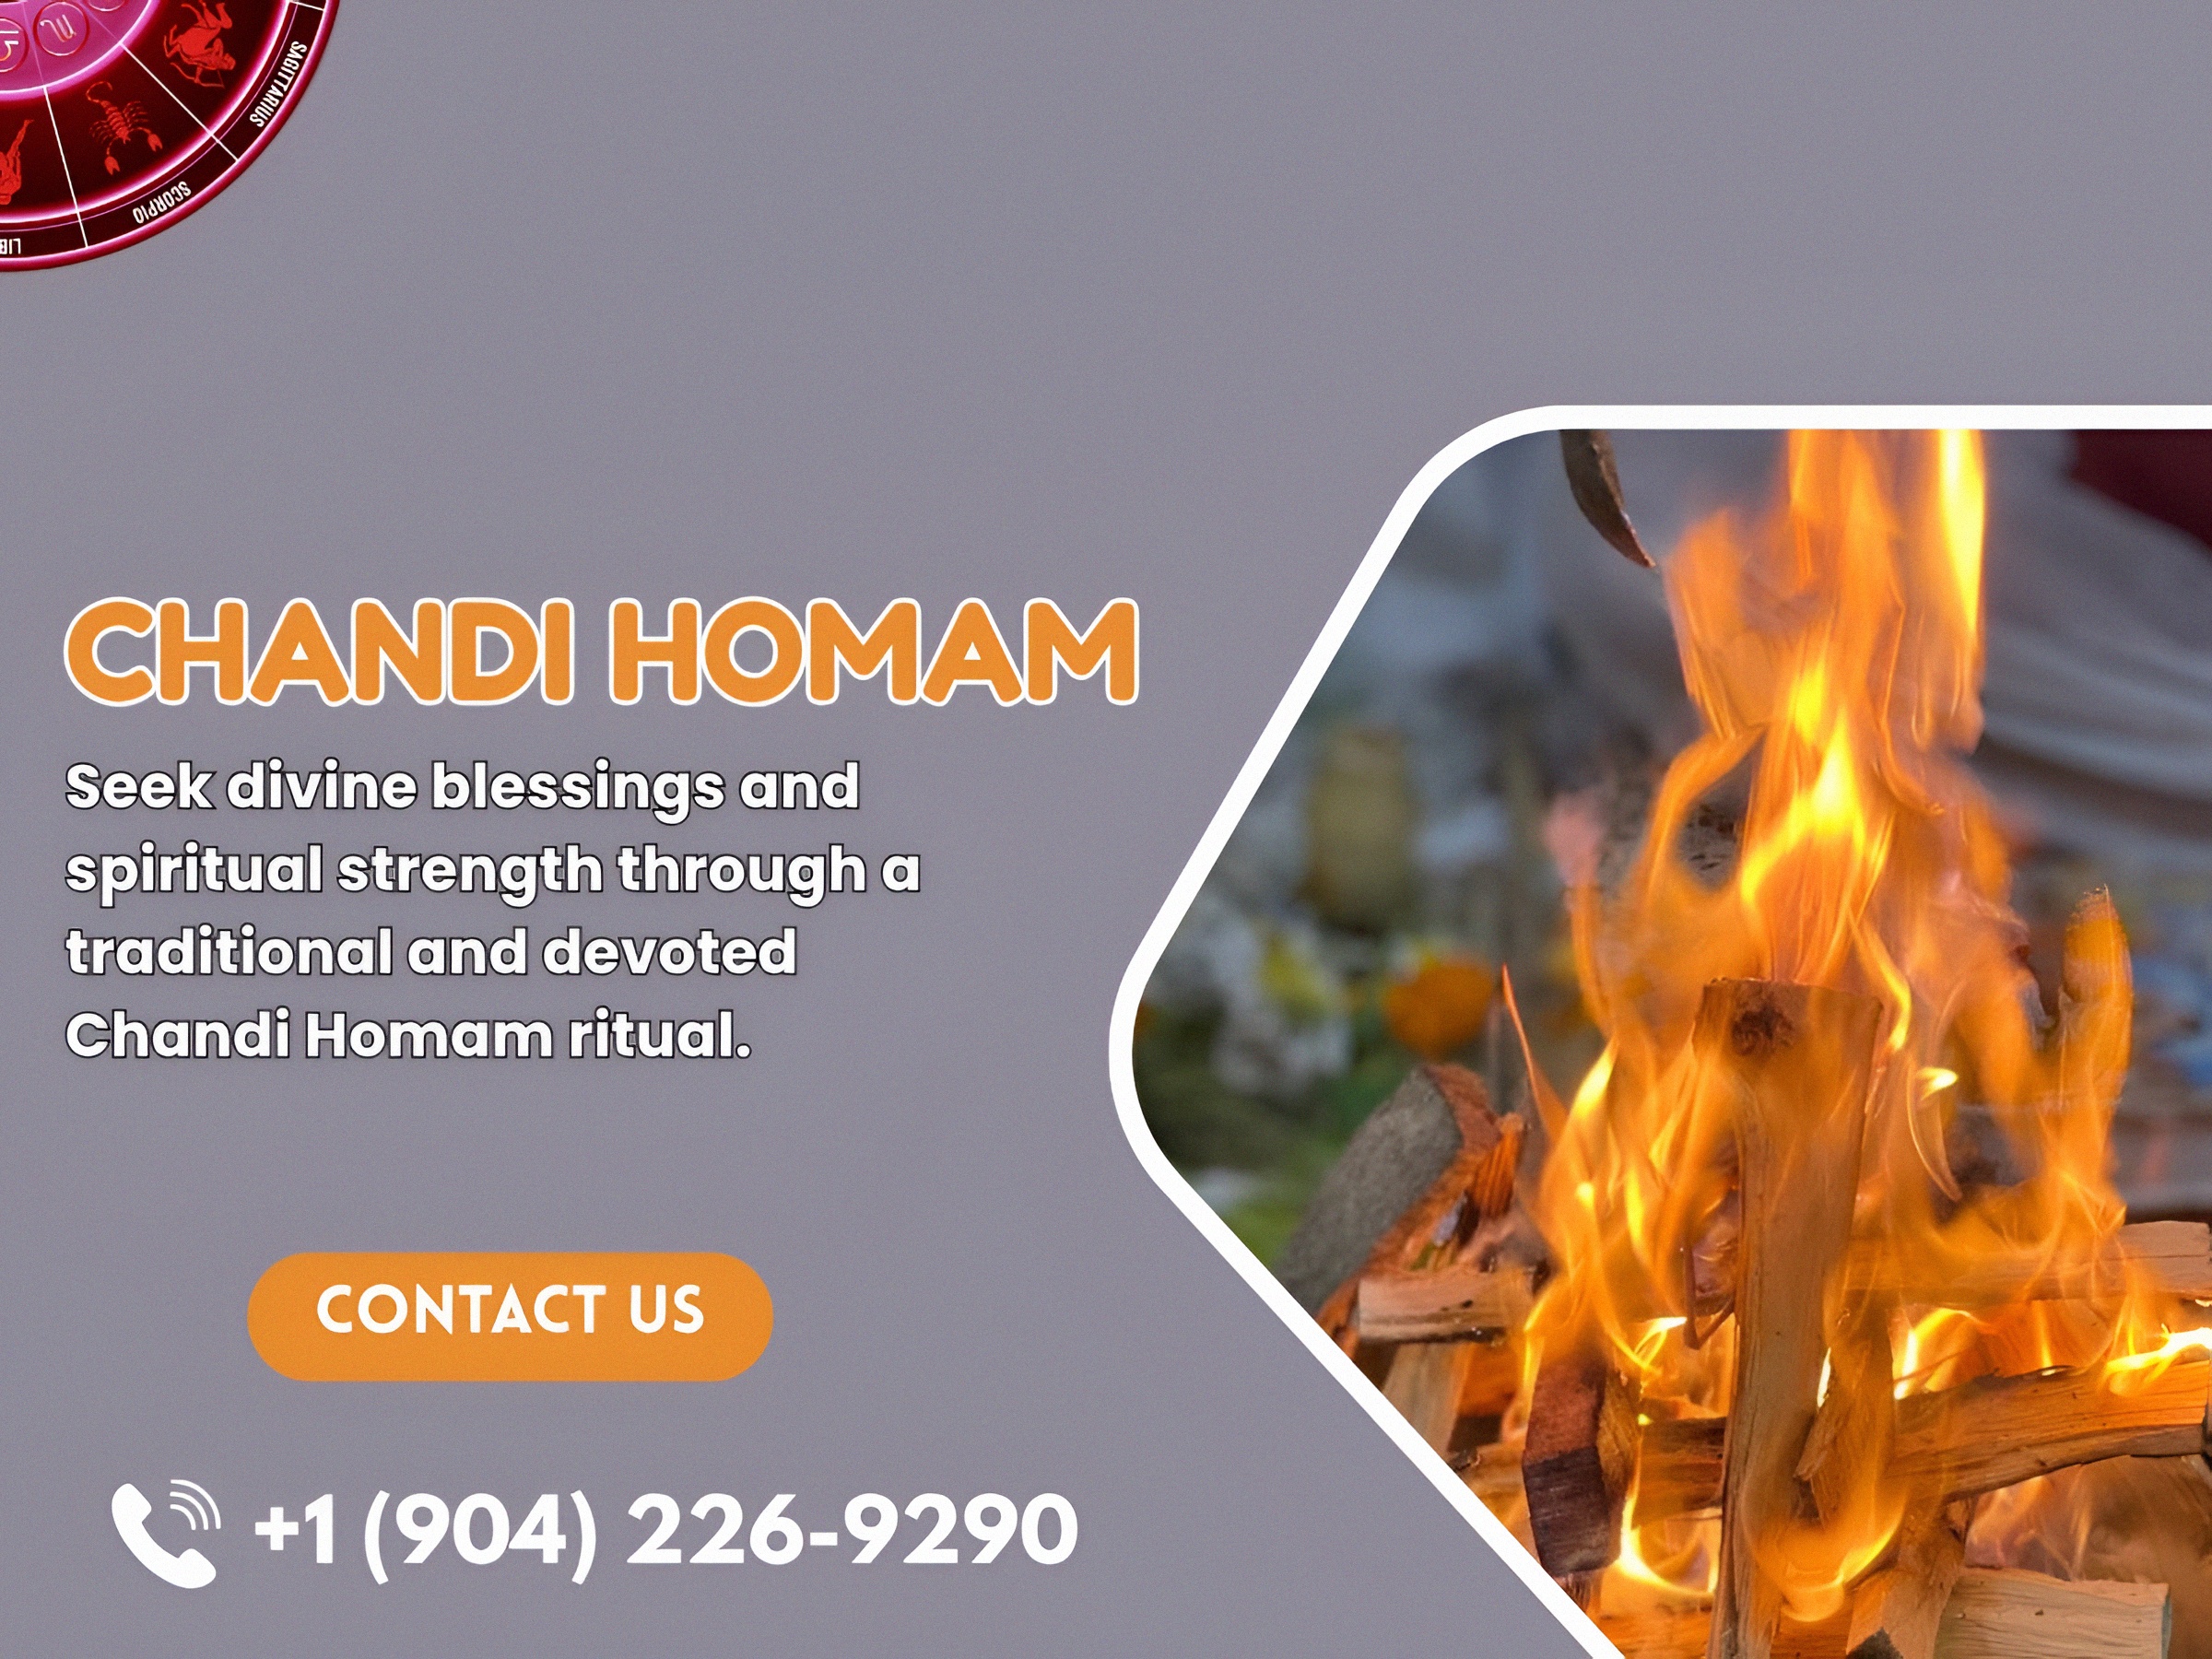 SAGITTARIUS
SCORPIO
CHANDI HOMAM
Seek divine blessings and
spiritual strength through a
traditional and devoted
Chandi Homam ritual.
CONTACT US
+1 (904) 226-9290